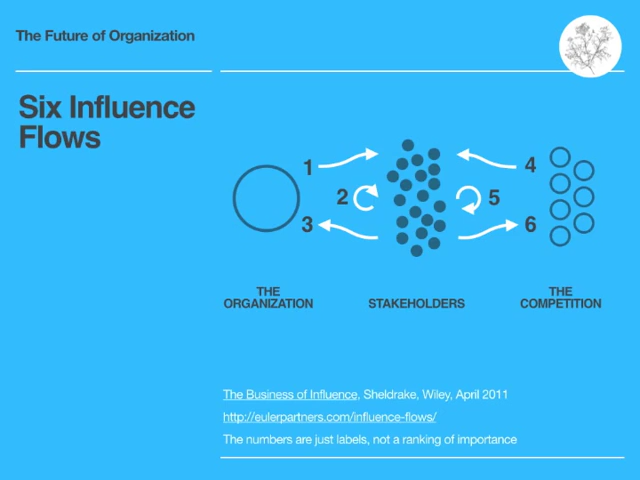 The Future of Organization
Six Influence
Flows
1
4
2
5
3
6
THE
ORGANIZATION
STAKEHOLDERS
THE
COMPETITION
The Business of Influence, Sheldrake, Wiley, April 2011
http://eulerpartners.com/influence-flows/
The numbers are just labels, not a ranking of importance